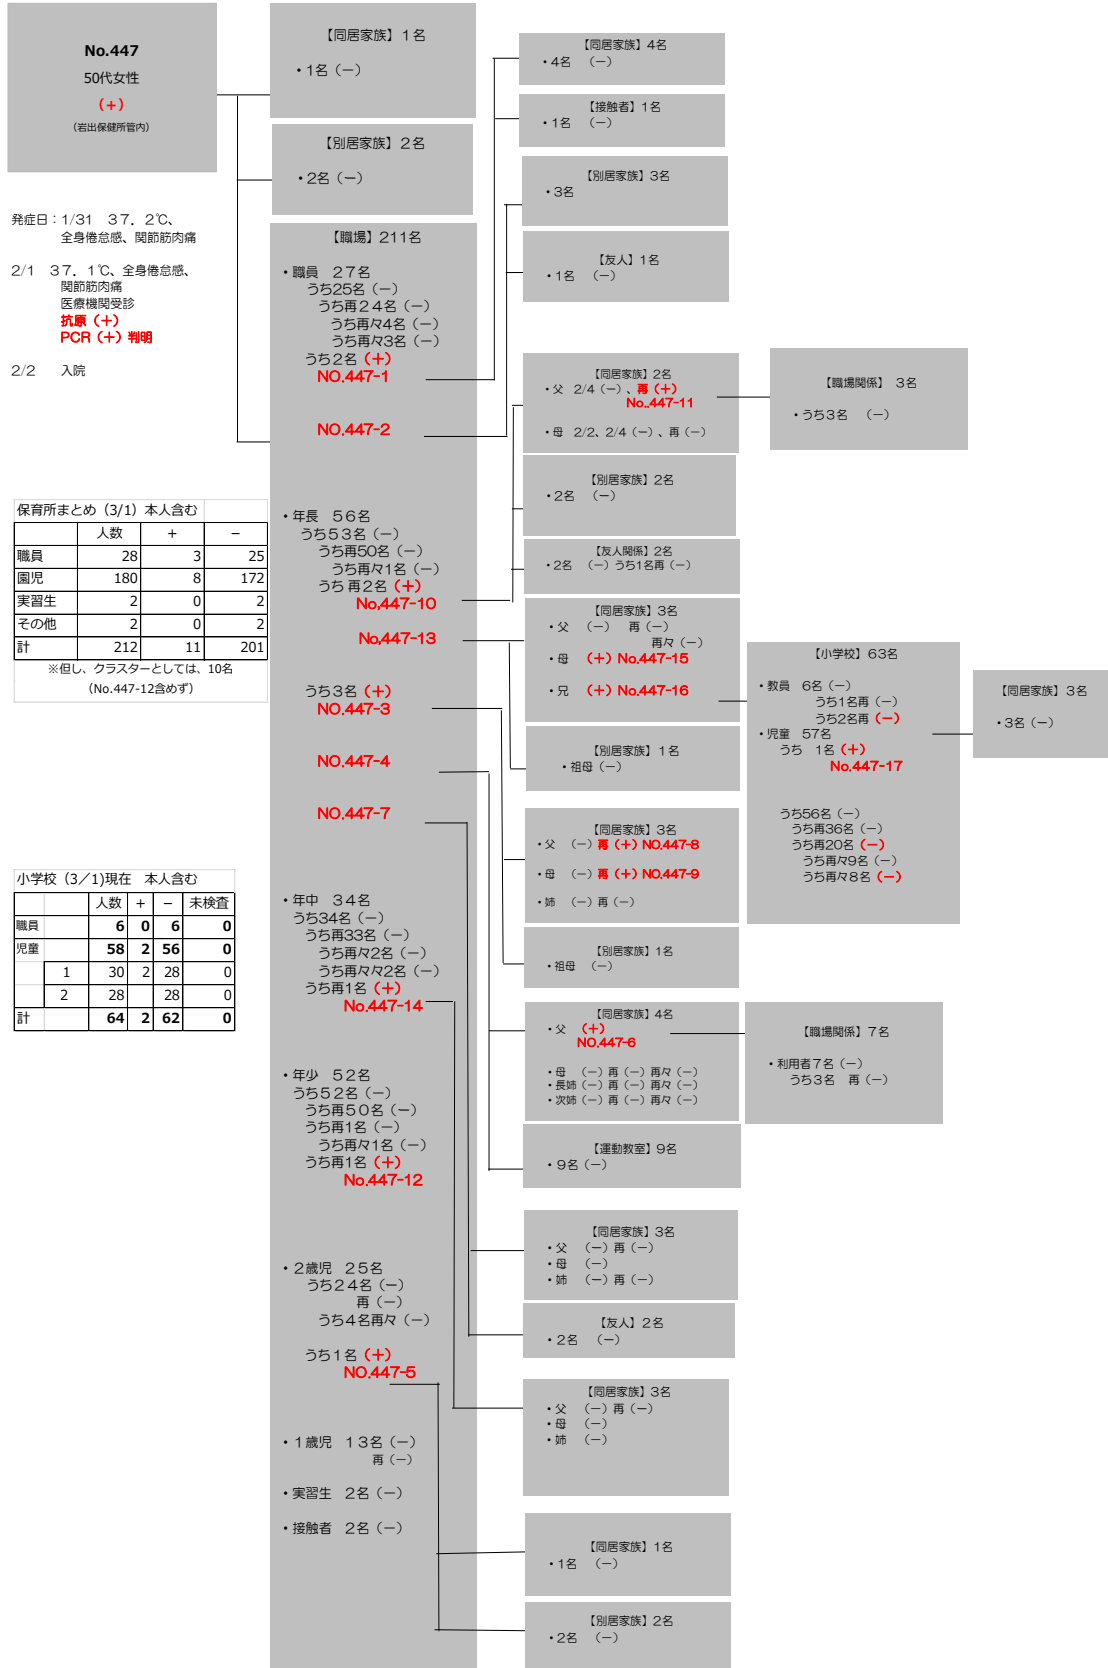 No.447
50代女性
（+）
（岩出保健所管内）
発症日：1/31　３７．２℃、
全身倦怠感、関節筋肉痛
2/1　３７．１℃、全身倦怠感、
関節筋肉痛
医療機関受診
抗原（+）
PCR（+）判明
2/2　　入院
保育所まとめ（3/1）本人含む
人数　+　−
職員　28　3　25
園児　180　8　172
実習生　2　0　2
その他　2　0　2
計　212　11　201
※但し、クラスターとしては、10名
（No.447-12含めず）
小学校（3／1)現在　本人含む
人数　+　−　未検査
職員　6　0　6　0
児童　58　2　56　0
1　30　2　28　0
2　28　28　0
計　64　2　62　0
【同居家族】１名
・1名（−）
【別居家族】２名
・2名（−）
【職場】211名
・職員　27名
うち25名（−）
うち再２４名（−）
うち再々4名（−）
うち再々3名（−）
うち２名（+）
NO.447-1
NO.447-2
・年長　５６名
うち５３名（−）
うち再50名（−）
うち再々1名（−）
うち 再２名（+）
No,447-10
No,447-13
うち３名（+）
NO.447-3
NO.447-4
NO.447-7
・年中　３４名
うち34名（−）
うち再33名（−）
うち再々2名（−）
うち再々々2名（−）
うち再1名（+）
No.447-14
・年少　５２名
うち５２名（−）
うち再５０名（−）
うち再1名（−）
うち再々1名（−）
うち再1名（+）
No.447-12
・２歳児　２５名
うち２４名（−）
再（−）
うち４名再々（−）
うち１名（+）
NO.447-5
・１歳児　１３名（−）
再（−）
・実習生　２名（−）
・接触者　２名（−）
【同居家族】4名
・4名　（−）
【接触者】1名
・1名　（−）
【別居家族】3名
・3名
【友人】1名
・1名　（−）
【同居家族】2名
・父　2/4（−）、再（+）
No..447-11
・母　2/2、2/4（−）、再（−）
【職場関係】　3名
・うち３名　（−）
【別居家族】2名
・2名　（−）
【友人関係】2名
・2名　（−）うち1名再（−）
【同居家族】3名
・父　（−）　再（−）
再々（−）
・母　（+）No.447-15
・兄　（+）No.447-16
【小学校】63名
・教員　6名（−）
うち1名再（−）
うち2名再（−）
・児童　57名
うち　1名（+）
No.447-17
うち56名（−）
うち再36名（−）
うち再20名（−）
うち再々9名（−）
うち再々8名（−）
【同居家族】3名
・3名（−）
【別居家族】１名
・祖母（−）
【同居家族】3名
・父　（−）再（+）NO.447-8
・母　（−）再（+）NO.447-9
・姉　（−）再（−）
【別居家族】1名
・祖母　（−）
【同居家族】4名
・父　（+）
NO.447-6
・母　（−）再（−）再々（−）
・長姉（−）再（−）再々（−）
・次姉（−）再（−）再々（−）
【職場関係】７名
・利用者7名（−）
うち３名　再（−）
【運動教室】9名
・9名（−）
【同居家族】3名
・父　（−）再（−）
・母　（−）
・姉　（−）再（−）
【友人】２名
・2名　（−）
【同居家族】3名
・父　（−）再（−）
・母　（−）
・姉　（−）
【同居家族】1名
・1名　（−）
【別居家族】2名
・2名　（−）